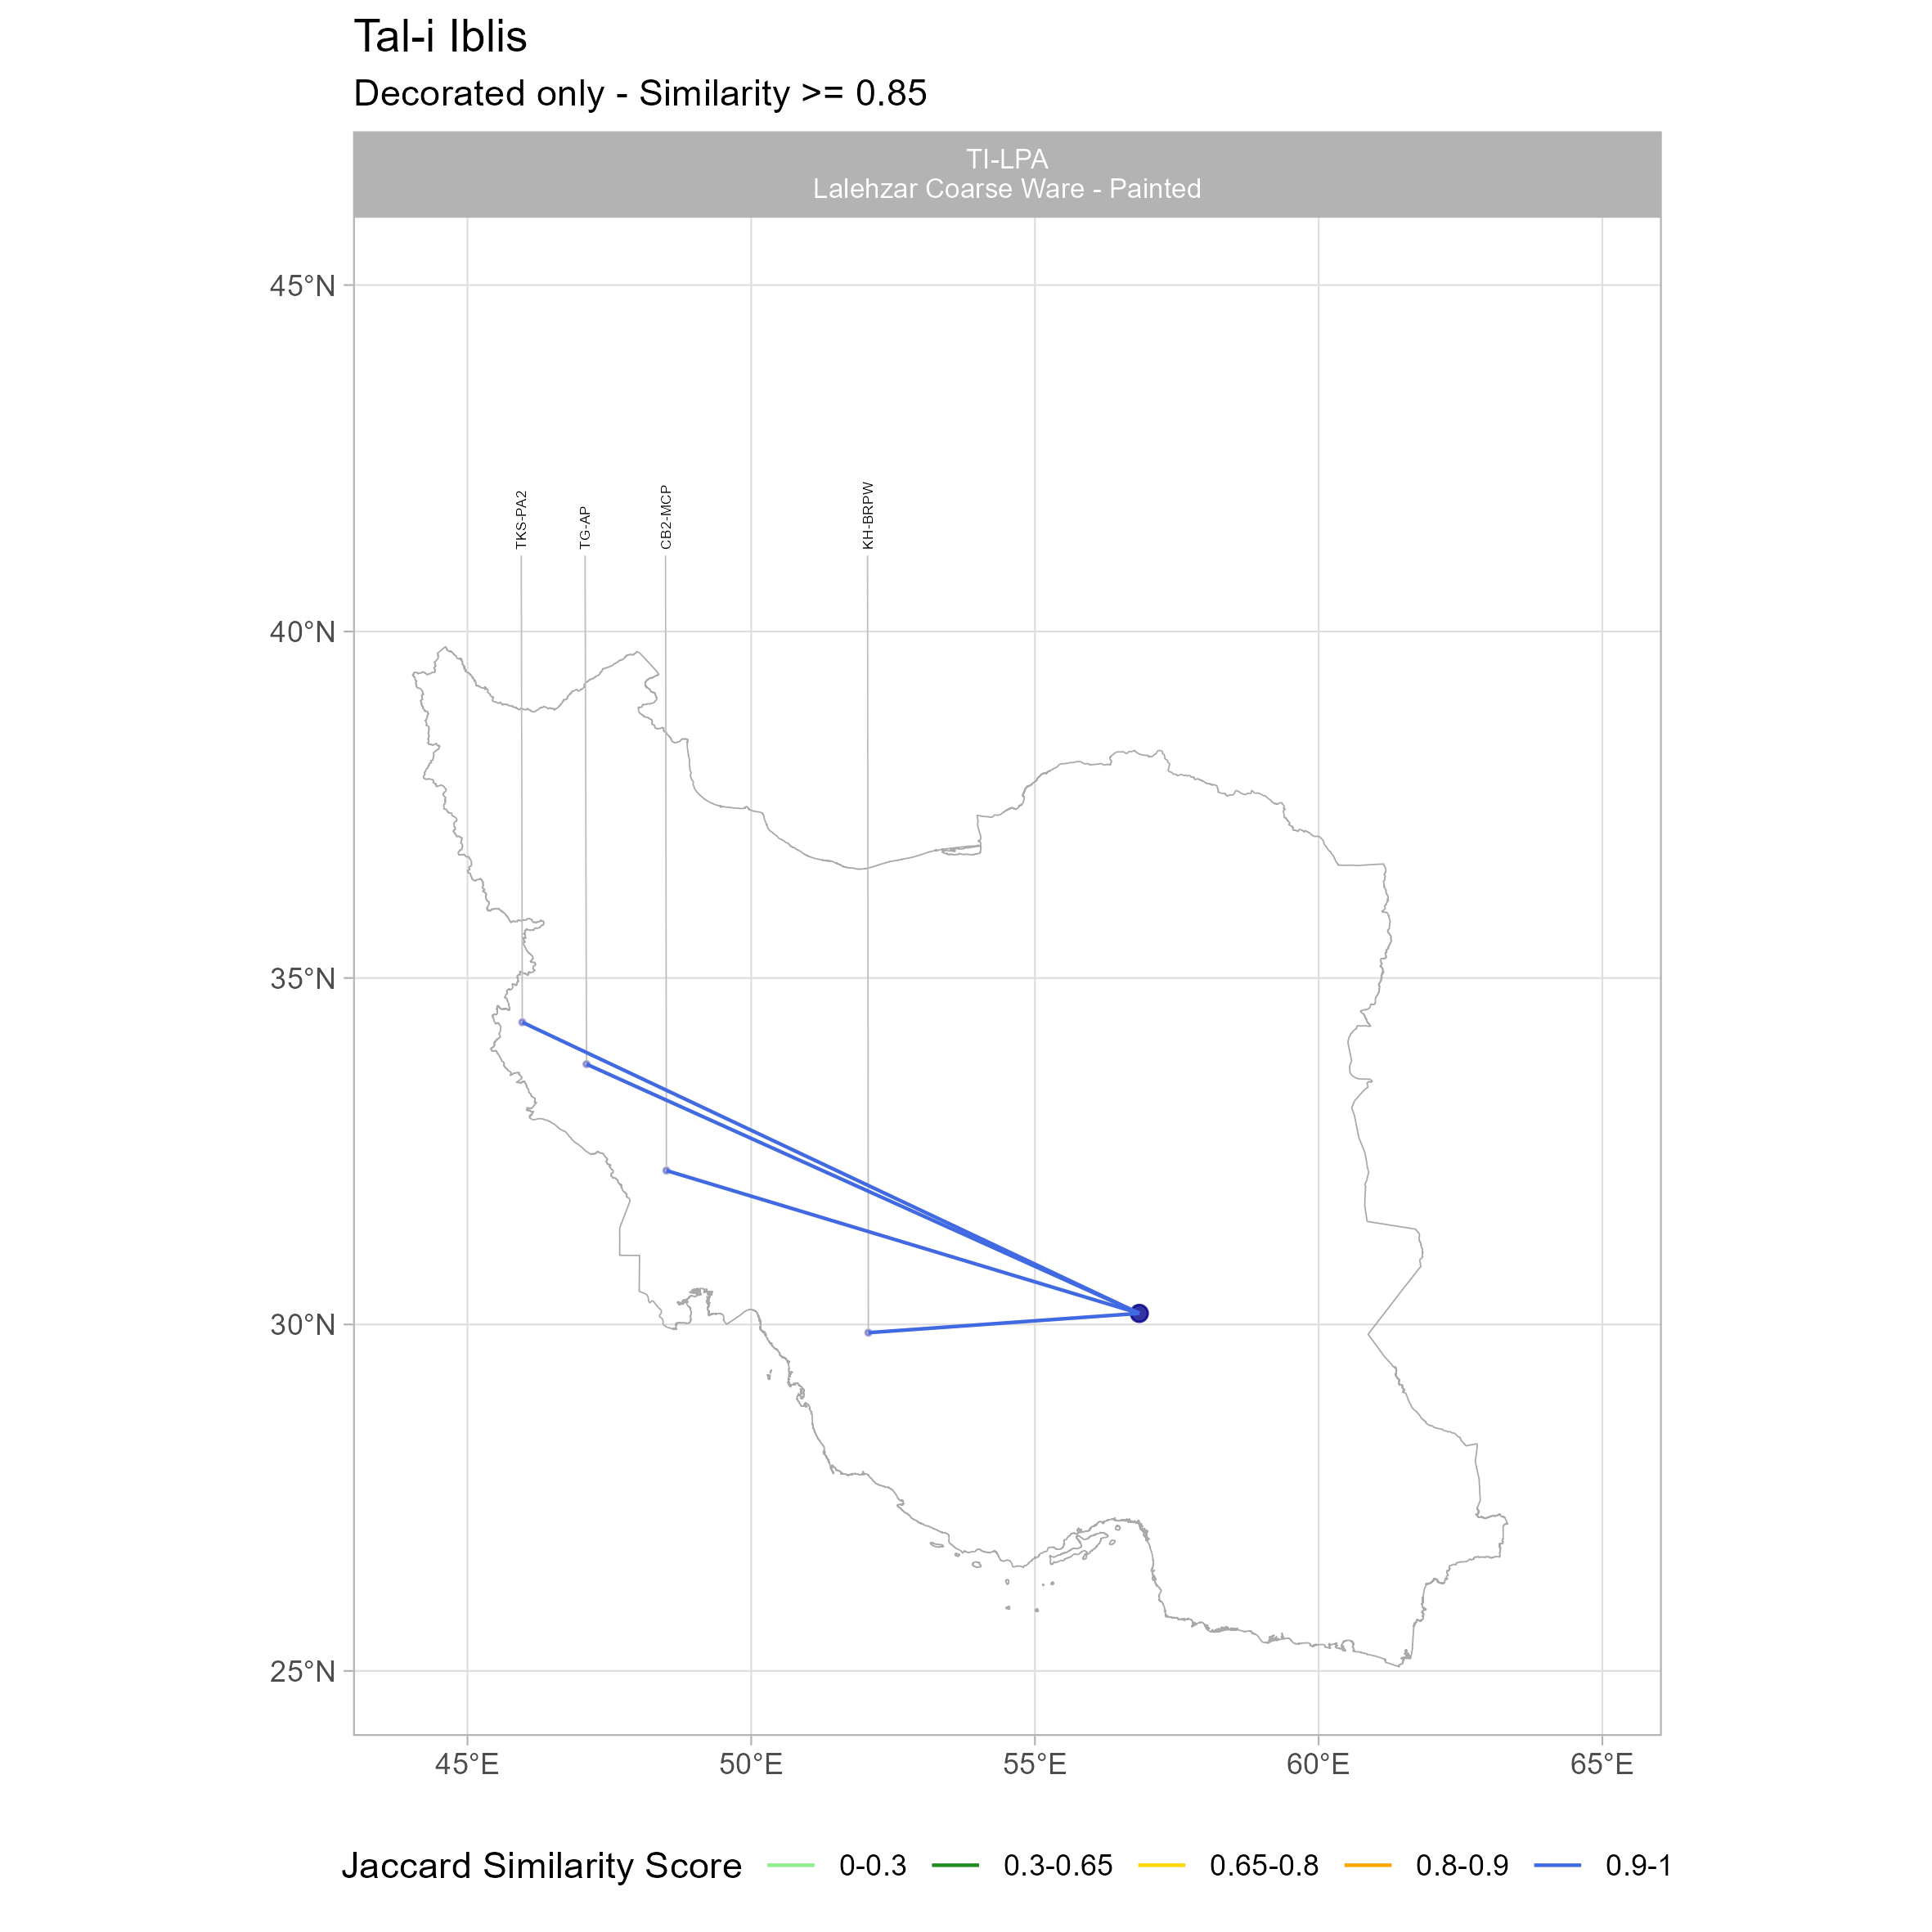 Tal-i Iblis
Decorated only - Similarity >= 0.85
TI-LPA
Lalehzar Coarse Ware - Painted
45°N
40°N
35°N
30°N
25°N
TKS-PA2
TG-AP
CB2-MCP
KH-BRPW
45°E 50°E 55°E 60°E 65°E
Jaccard Similarity Score 0-0.3 0.3-0.65 0.65-0.8 0.8-0.9 0.9-1